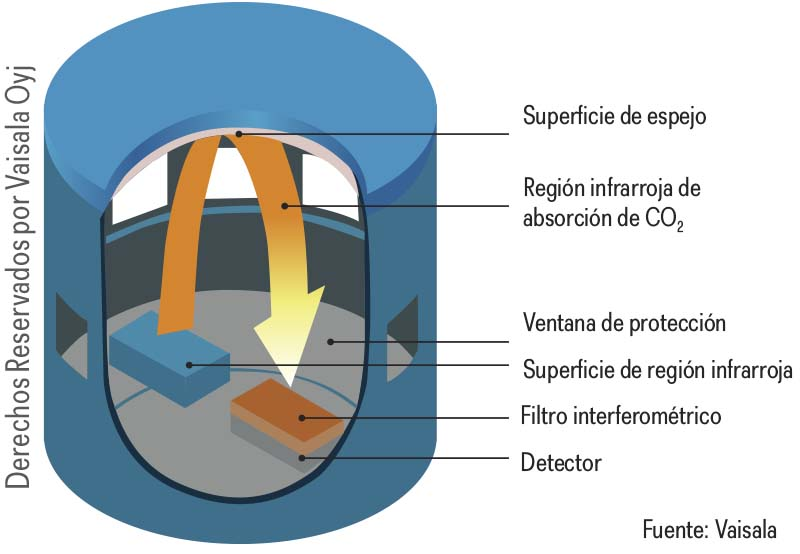 Derechos Reservados por Vaisala Oyj
Superficie de espejo
Región infrarroja de
absorción de CO₂
Ventana de protección
Superficie de región infrarroja
Filtro interferométrico
Detector
Fuente: Vaisala